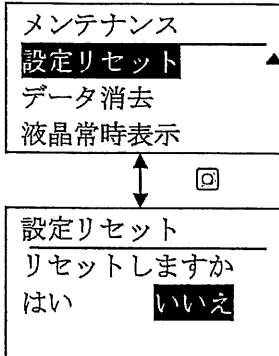 メンテナンス
設定リセット
データ消去
液晶常時表示
設定リセット
リセットしますか
はい いいえ